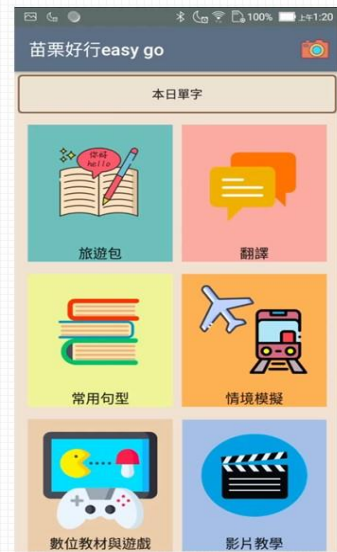 100% 上午1:20
苗栗好行easy go
本日單字
你好
hello
旅遊包
翻譯
常用句型
情境模擬
數位教材與遊戲
影片教學